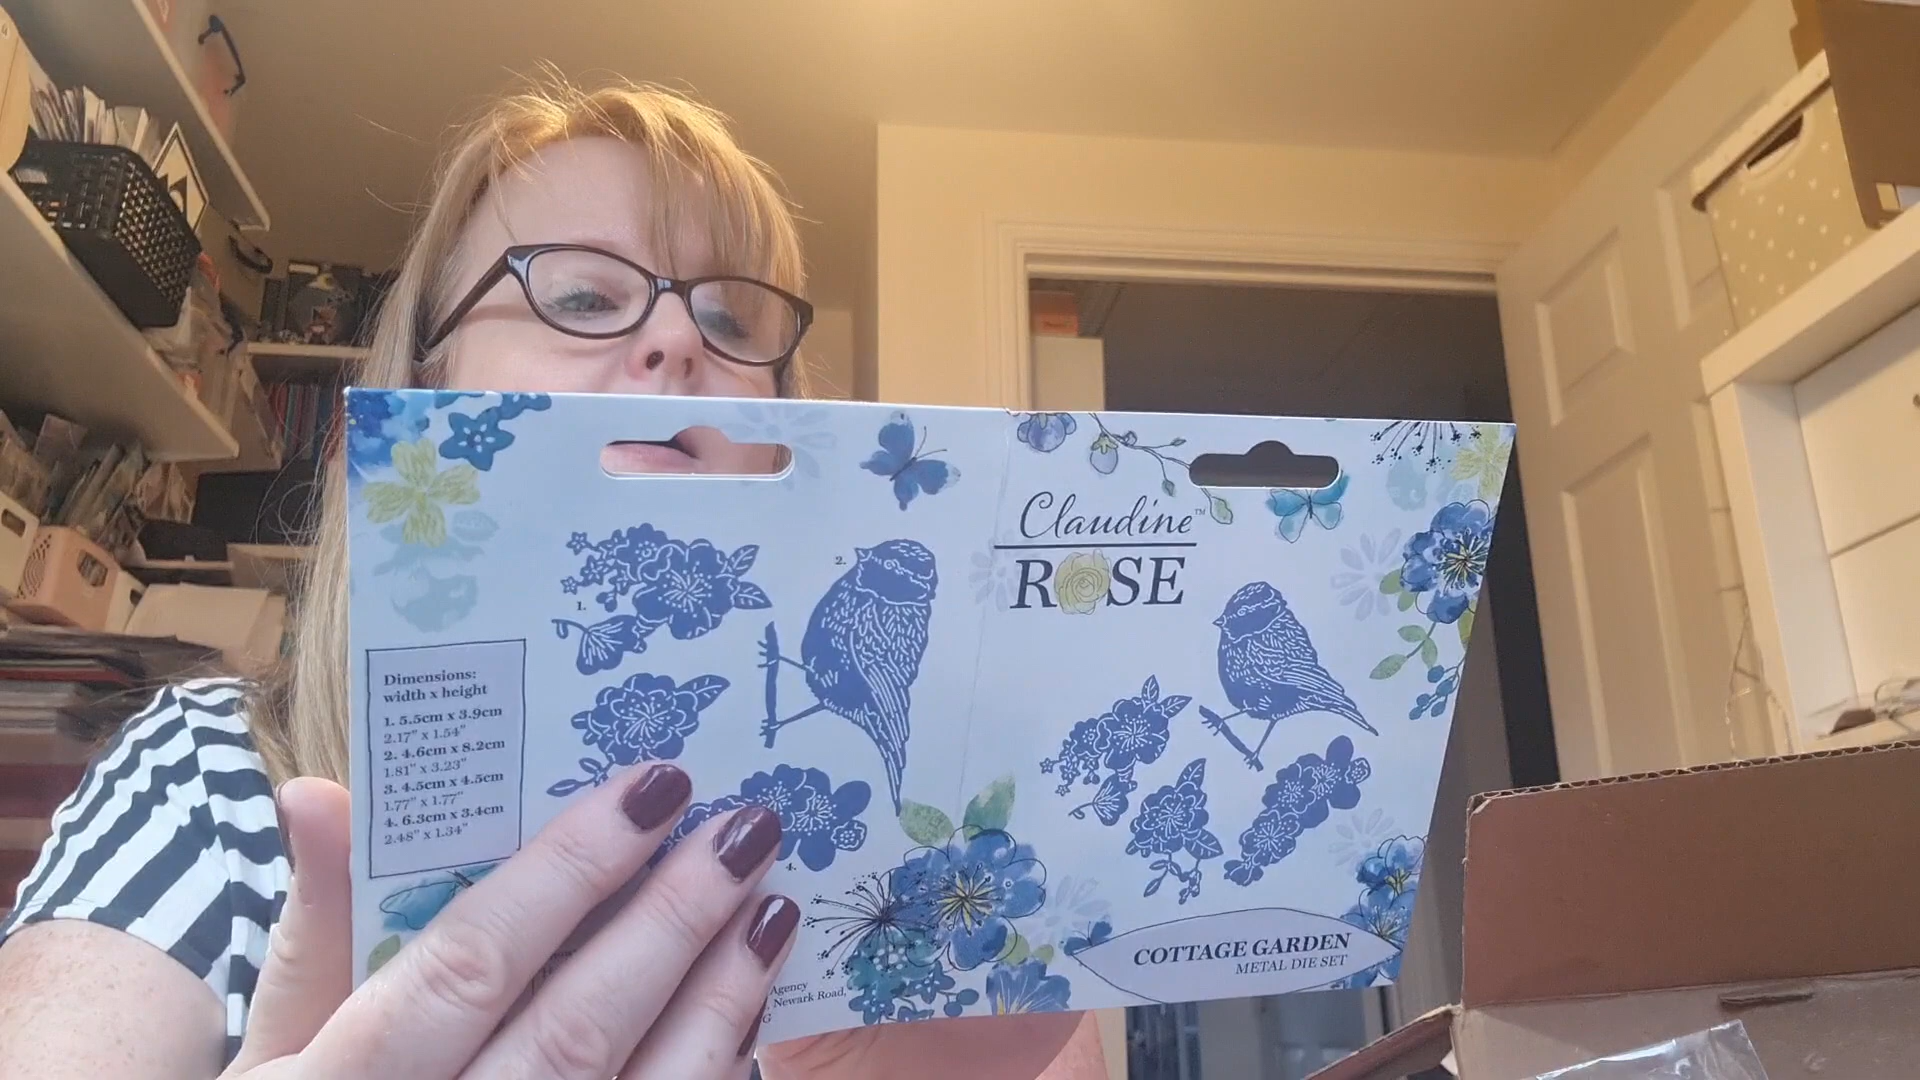 1.
2.
Dimensions:
width x height
1. 5.5cm x 3.9cm
2.17" x 1.54"
2. 4.6cm x 8.2cm
1.81" x 3.23"
3. 4.5cm x 4.5cm
1.77" x 1.77"
4. 6.3cm x 3.4cm
2.48" x 1.34"
4.
Agency
Newark Road,
G
Claudine™
ROSE
COTTAGE GARDEN
METAL DIE SET